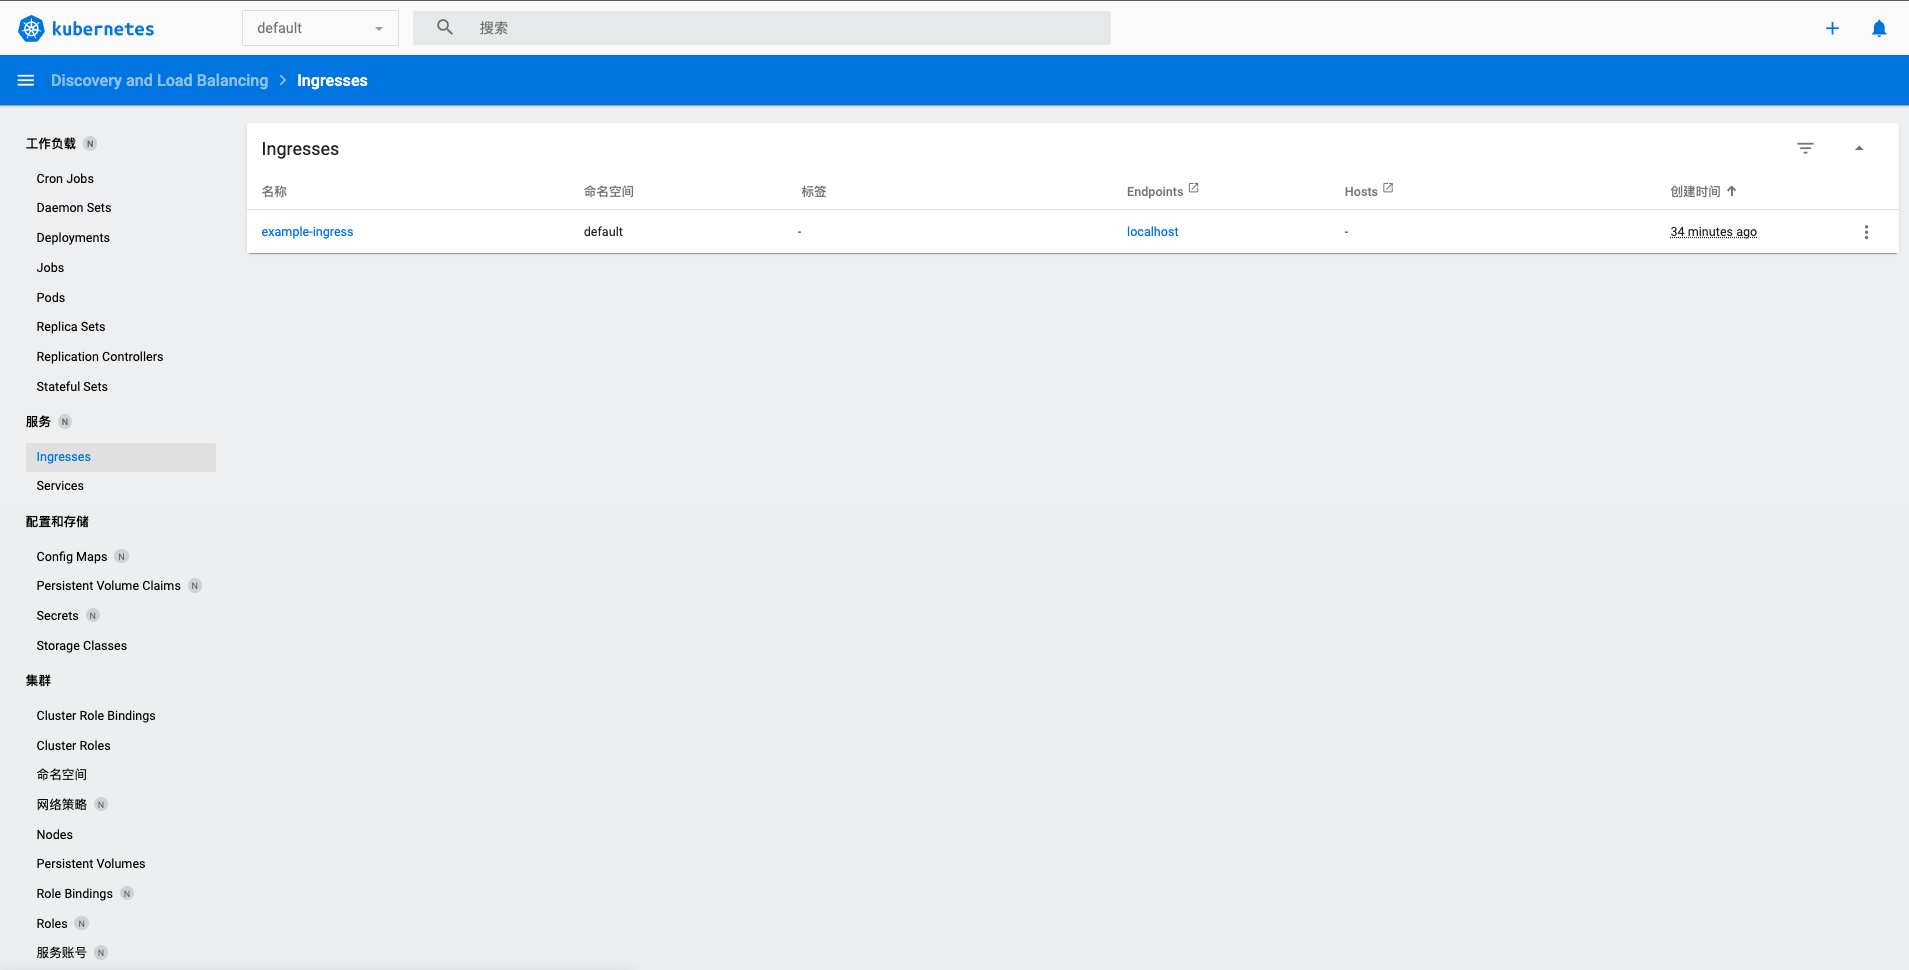 kubernetes
default
搜索
Discovery and Load Balancing > Ingresses
工作负载 N
Cron Jobs
Daemon Sets
Deployments
Jobs
Pods
Replica Sets
Replication Controllers
Stateful Sets
服务 N
Ingresses
Services
配置和存储
Config Maps N
Persistent Volume Claims N
Secrets N
Storage Classes
集群
Cluster Role Bindings
Cluster Roles
命名空间
网络策略 N
Nodes
Persistent Volumes
Role Bindings N
Roles N
服务账号 N
Ingresses
名称 命名空间 标签 Endpoints Hosts 创建时间
example-ingress default - localhost - 34 minutes ago